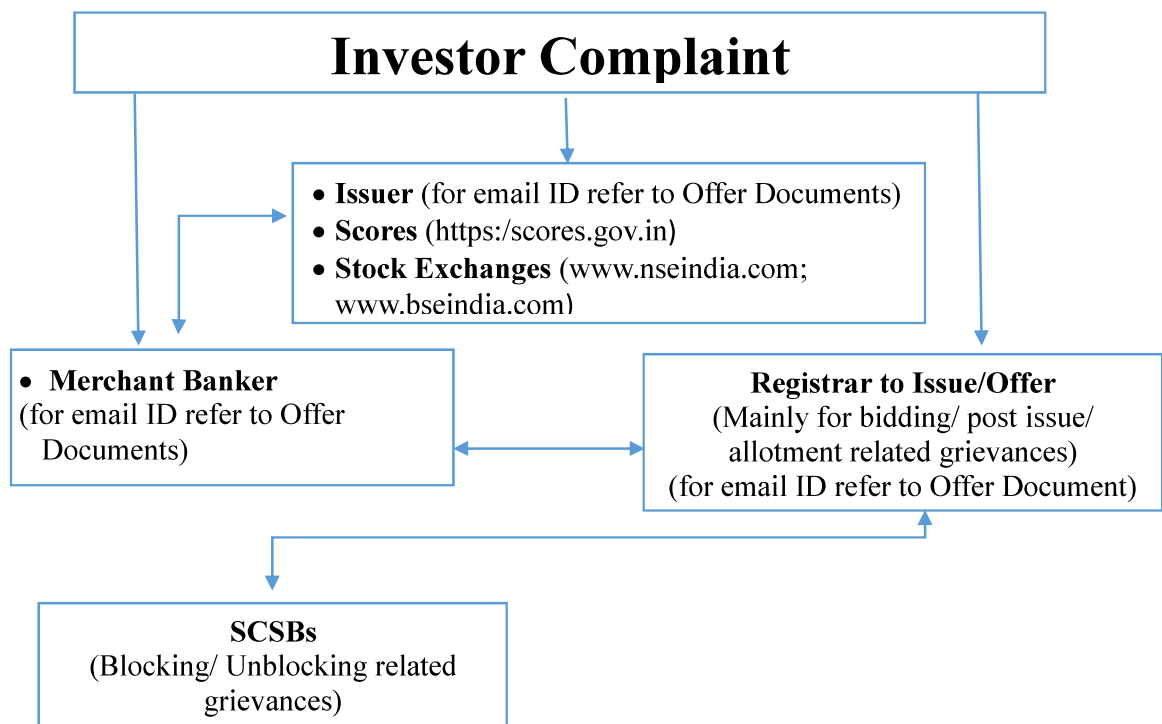 Investor Complaint
• Issuer (for email ID refer to Offer Documents)
• Scores (https:/scores.gov.in)
• Stock Exchanges (www.nseindia.com;
www.bseindia.com)
• Merchant Banker
(for email ID refer to Offer
Documents)
Registrar to Issue/Offer
(Mainly for bidding/ post issue/
allotment related grievances)
(for email ID refer to Offer Document)
SCSBs
(Blocking/ Unblocking related
grievances)